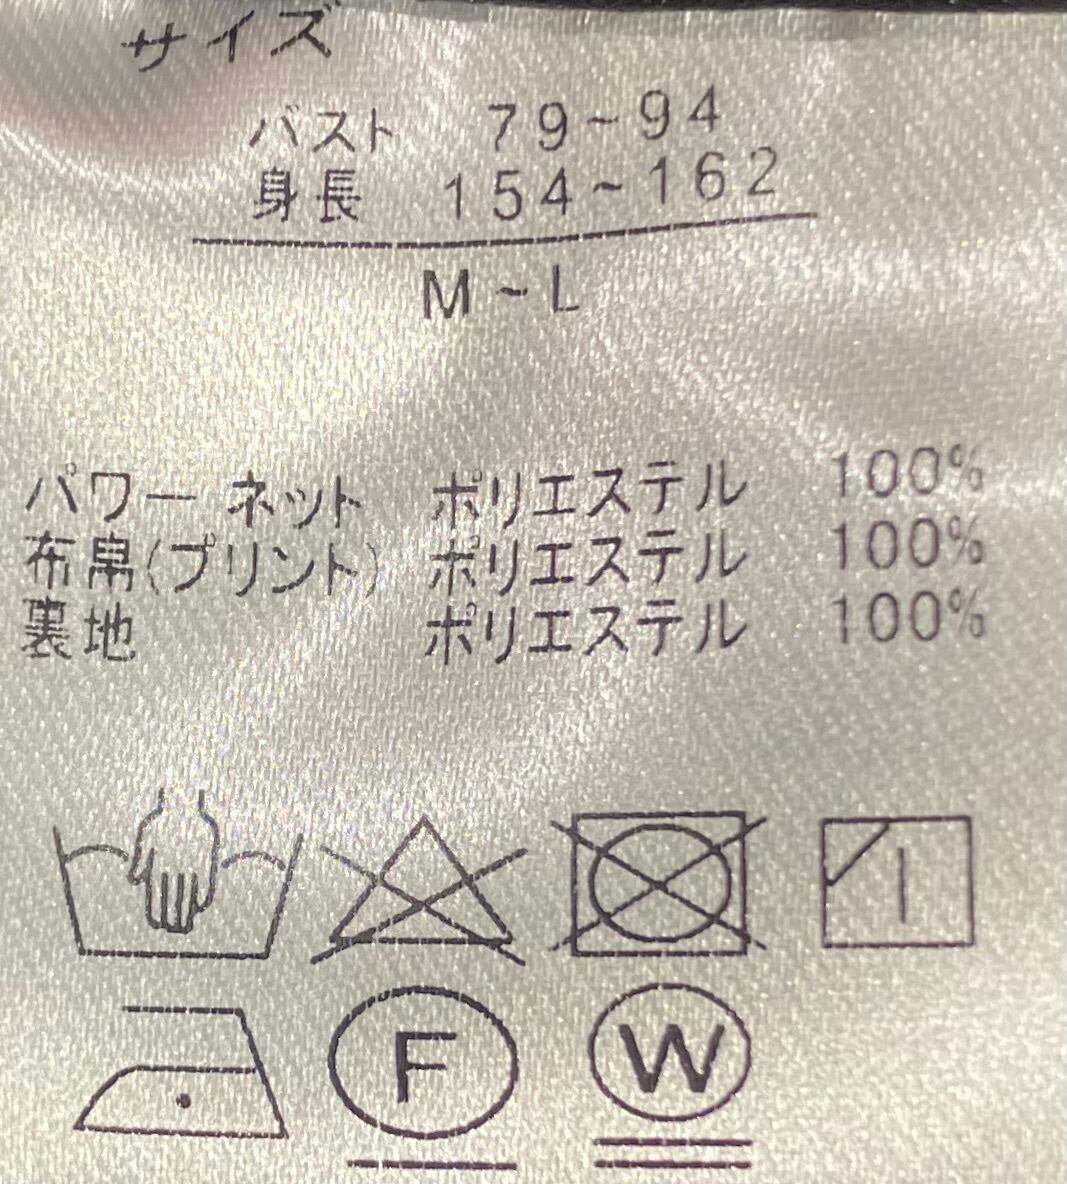 サイズ
バスト 79~94
身長 154~162
M~L
パワーネット ポリエステル 100%
布帛(プリント) ポリエステル 100%
裏地 ポリエステル 100%
F W